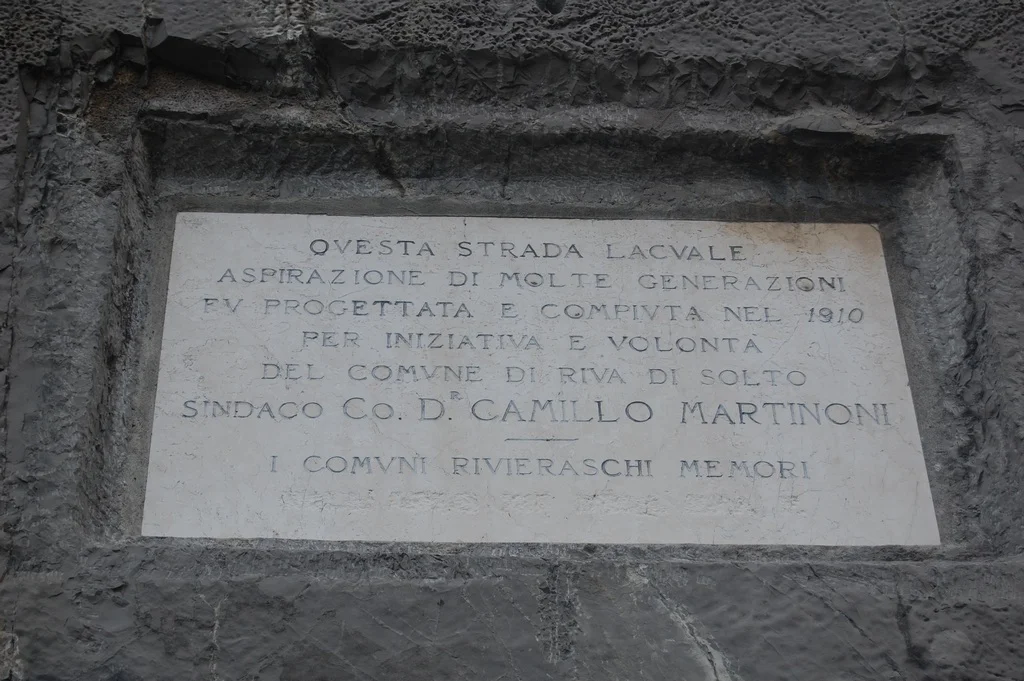 QVESTA STRADA LACVALE
ASPIRAZIONE DI MOLTE GENERAZIONI
FV PROGETTATA E COMPIVTA NEL 1910
PER INIZIATIVA E VOLONTA
DEL COMVNE DI RIVA DI SOLTO
SINDACO CO. D.R CAMILLO MARTINONI
I COMVNI RIVIERASCHI MEMORI